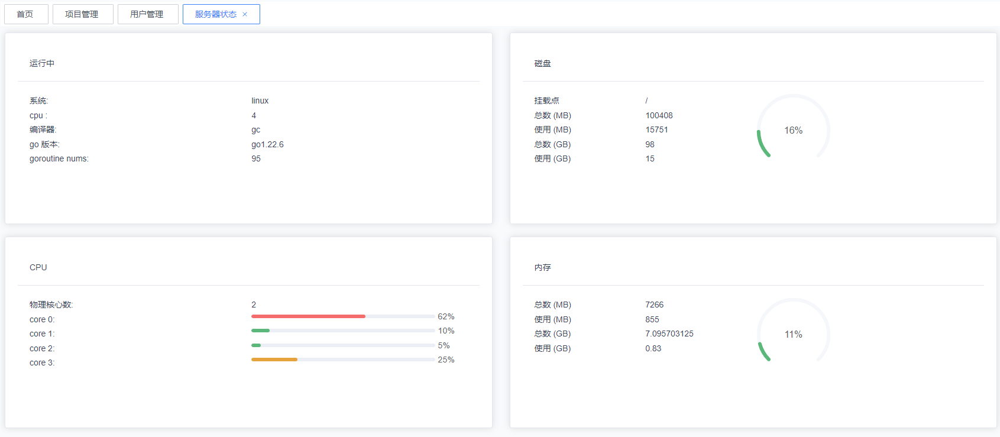 首页 项目管理 用户管理 服务器状态 ×
运行中
系统: linux
cpu : 4
编译器: gc
go 版本: go1.22.6
goroutine nums: 95
磁盘
挂载点 /
总数 (MB) 100408
使用 (MB) 15751
总数 (GB) 98
使用 (GB) 15
16%
CPU
物理核心数: 2
core 0: 62%
core 1: 10%
core 2: 5%
core 3: 25%
内存
总数 (MB) 7266
使用 (MB) 855
总数 (GB) 7.095703125
使用 (GB) 0.83
11%